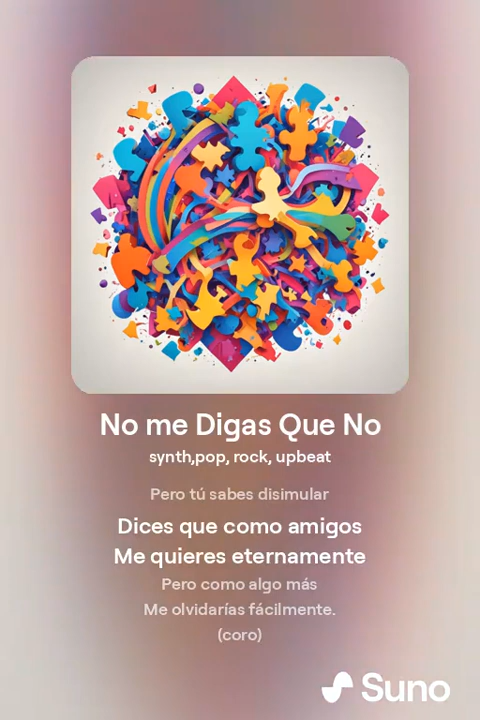 No me Digas Que No
synth,pop, rock, upbeat
Pero tú sabes disimular
Dices que como amigos
Me quieres eternamente
Pero como algo más
Me olvidarías fácilmente.
(coro)
Suno